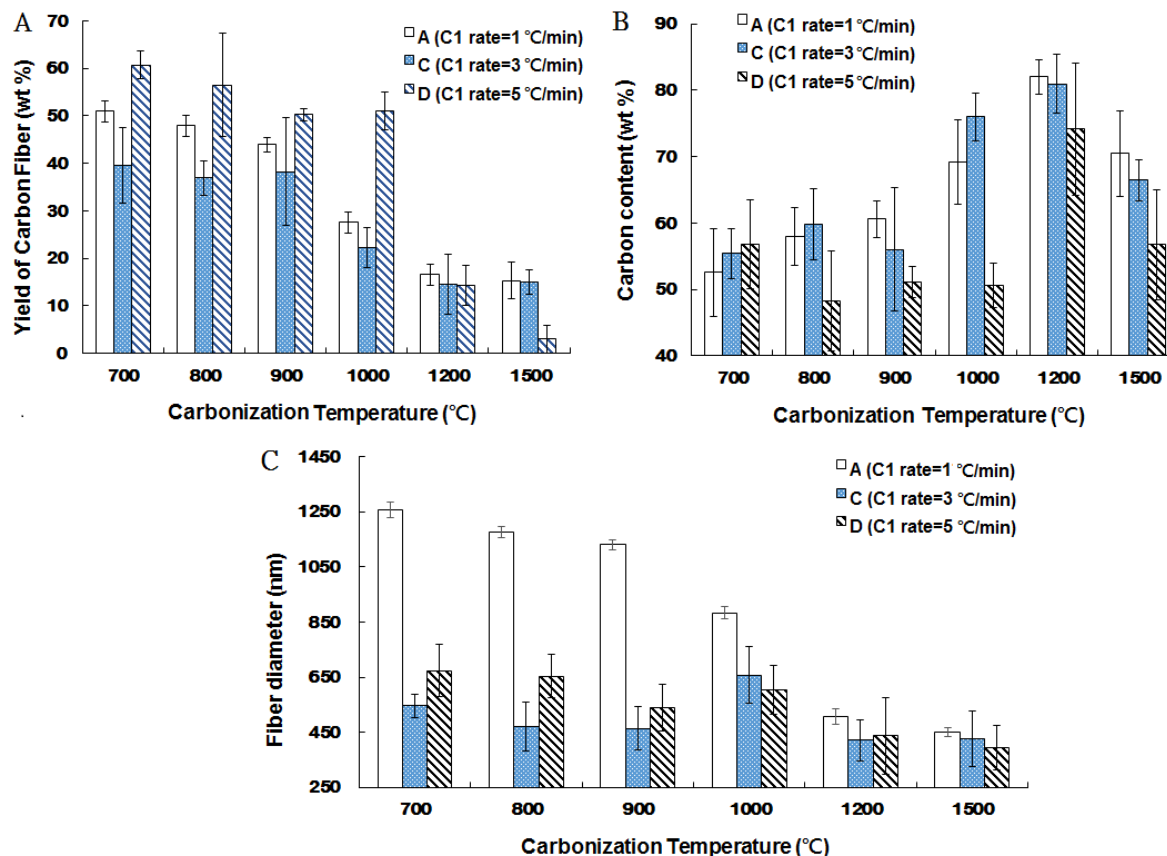 A
70
60
50
40
30
20
10
0
Yield of Carbon Fiber (wt %)
A (C1 rate=1 ℃/min)
C (C1 rate=3 ℃/min)
D (C1 rate=5 ℃/min)
700 800 900 1000 1200 1500
Carbonization Temperature (℃)
B
90
80
70
60
50
40
Carbon content (wt %)
A (C1 rate=1 ℃/min)
C (C1 rate=3 ℃/min)
D (C1 rate=5 ℃/min)
700 800 900 1000 1200 1500
Carbonization Temperature (℃)
C
1450
1250
1050
850
650
450
250
Fiber diameter (nm)
A (C1 rate=1 ℃/min)
C (C1 rate=3 ℃/min)
D (C1 rate=5 ℃/min)
700 800 900 1000 1200 1500
Carbonization Temperature (℃)